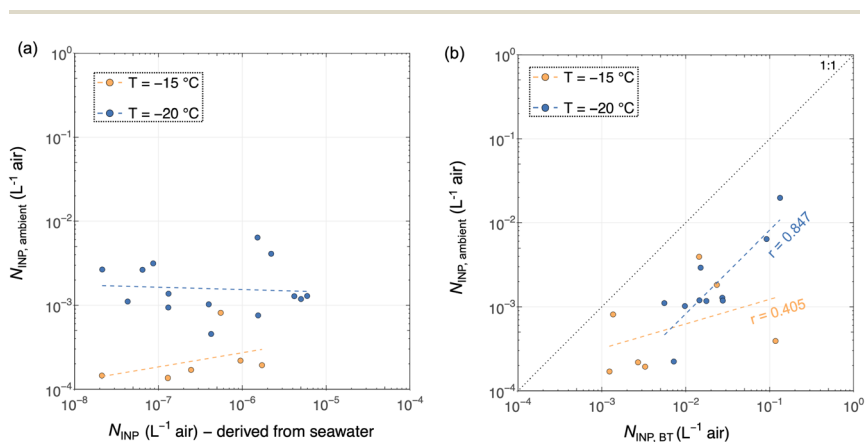 (a)
10⁰
10⁻¹
10⁻²
10⁻³
10⁻⁴
N_INP, ambient (L⁻¹ air)
T = −15 °C
T = −20 °C
10⁻⁸ 10⁻⁷ 10⁻⁶ 10⁻⁵ 10⁻⁴
N_INP (L⁻¹ air) – derived from seawater
(b)
10⁰
10⁻¹
10⁻²
10⁻³
10⁻⁴
N_INP, ambient (L⁻¹ air)
T = −15 °C
T = −20 °C
1:1
r = 0.847
r = 0.405
10⁻⁴ 10⁻³ 10⁻² 10⁻¹ 10⁰
N_INP, BT (L⁻¹ air)